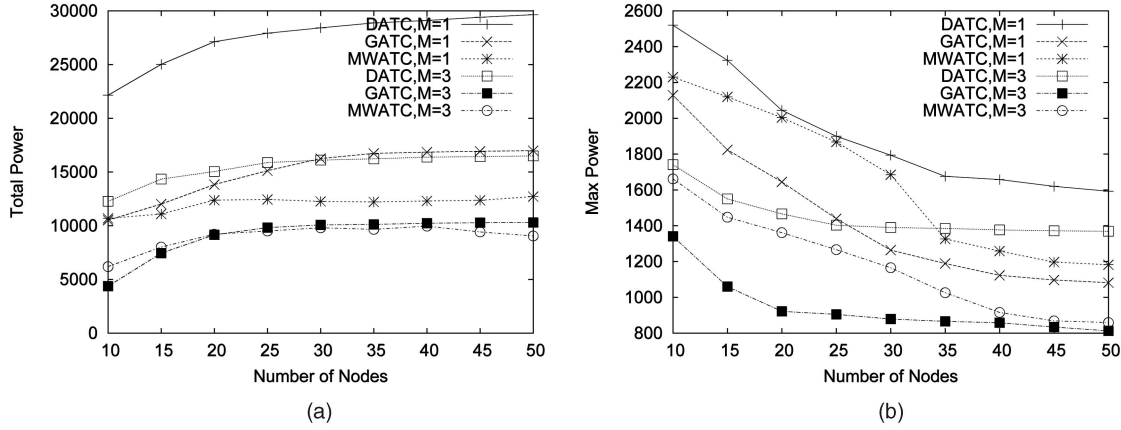 30000
25000
20000
15000
10000
5000
0
Total Power
DATC,M=1
GATC,M=1
MWATC,M=1
DATC,M=3
GATC,M=3
MWATC,M=3
10 15 20 25 30 35 40 45 50
Number of Nodes
(a)
2600
2400
2200
2000
1800
1600
1400
1200
1000
800
Max Power
DATC,M=1
GATC,M=1
MWATC,M=1
DATC,M=3
GATC,M=3
MWATC,M=3
10 15 20 25 30 35 40 45 50
Number of Nodes
(b)